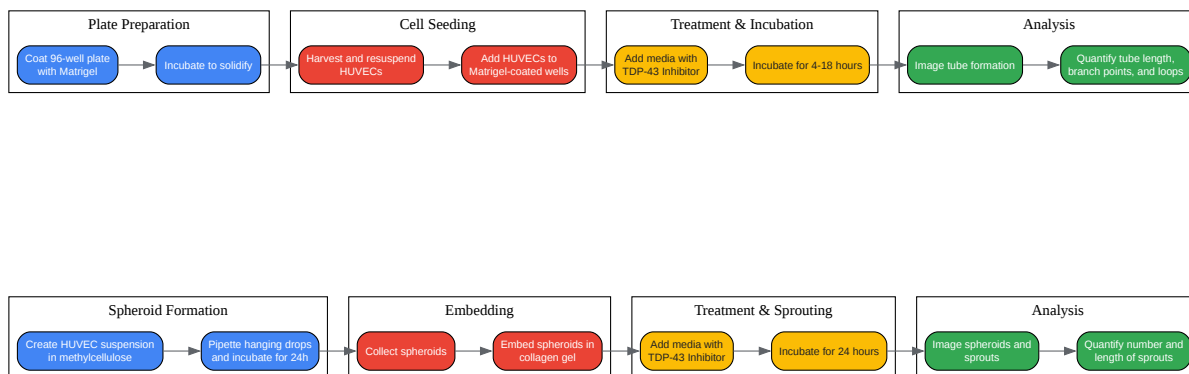 Plate Preparation
Coat 96-well plate
with Matrigel
Incubate to solidify
Cell Seeding
Harvest and resuspend
HUVECs
Add HUVECs to
Matrigel-coated wells
Treatment & Incubation
Add media with
TDP-43 Inhibitor
Incubate for 4-18 hours
Analysis
Image tube formation
Quantify tube length,
branch points, and loops
Spheroid Formation
Create HUVEC suspension
in methylcellulose
Pipette hanging drops
and incubate for 24h
Embedding
Collect spheroids
Embed spheroids in
collagen gel
Treatment & Sprouting
Add media with
TDP-43 Inhibitor
Incubate for 24 hours
Analysis
Image spheroids and
sprouts
Quantify number and
length of sprouts